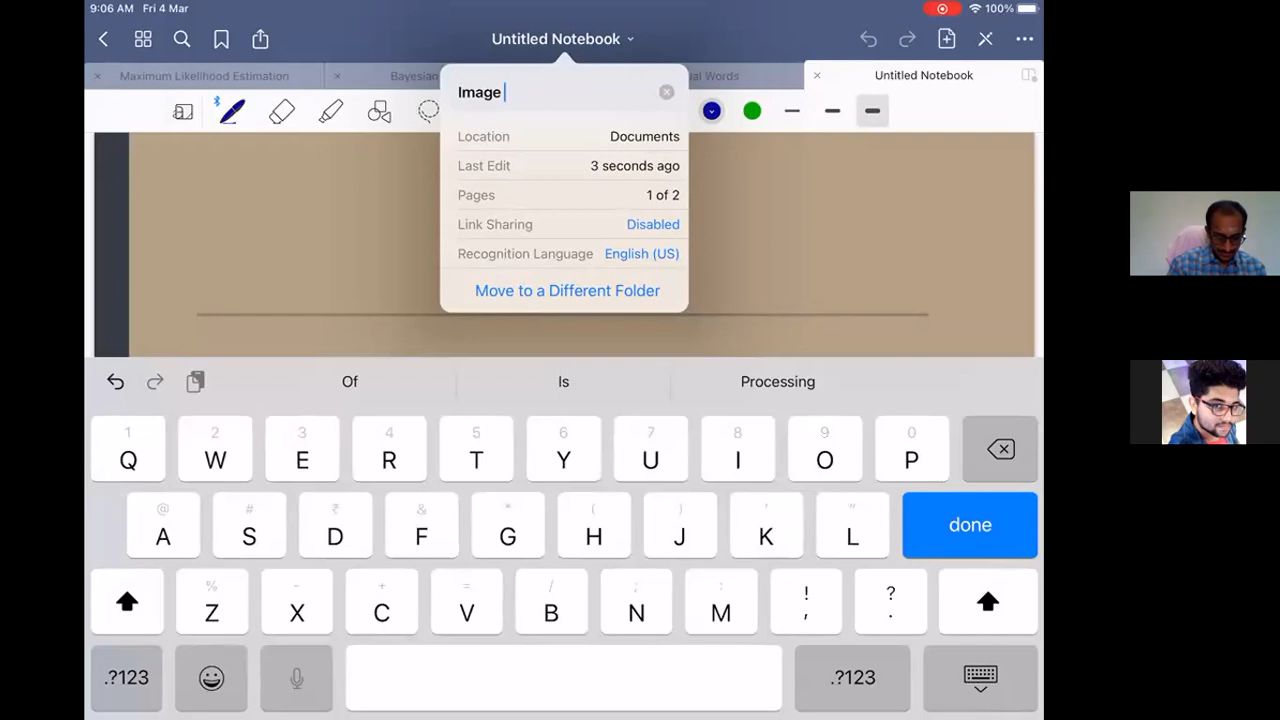 9:06 AM Fri 4 Mar 100%
Untitled Notebook
Maximum Likelihood Estimation Bayesian ual Words Untitled Notebook
Image
Location Documents
Last Edit 3 seconds ago
Pages 1 of 2
Link Sharing Disabled
Recognition Language English (US)
Move to a Different Folder
Of Is Processing
1 2 3 4 5 6 7 8 9 0
Q W E R T Y U I O P
@ # ₹ & * ( ) ' "
A S D F G H J K L done
% - + = / ; : ! ?
Z X C V B N M , .
.?123 .?123